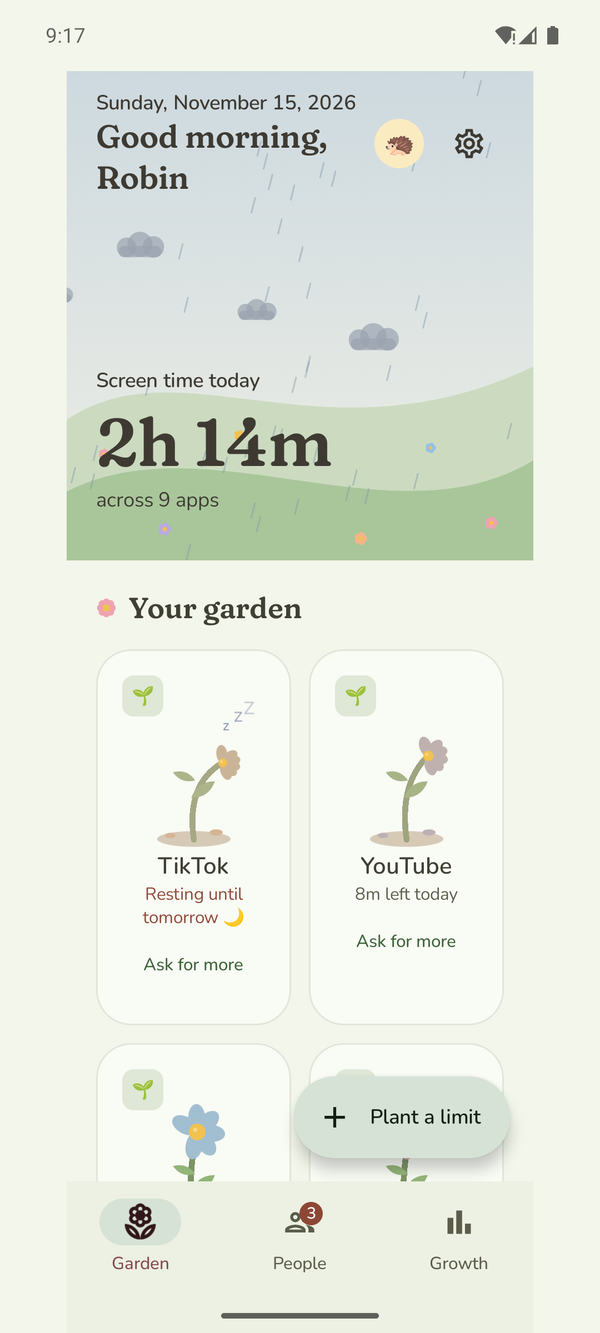 9:17
Sunday, November 15, 2026
Good morning,
Robin
Screen time today
2h 14m
across 9 apps
Your garden
z z z
TikTok
Resting until
tomorrow 🌙
Ask for more
YouTube
8m left today
Ask for more
+ Plant a limit
3
Garden
People
Growth